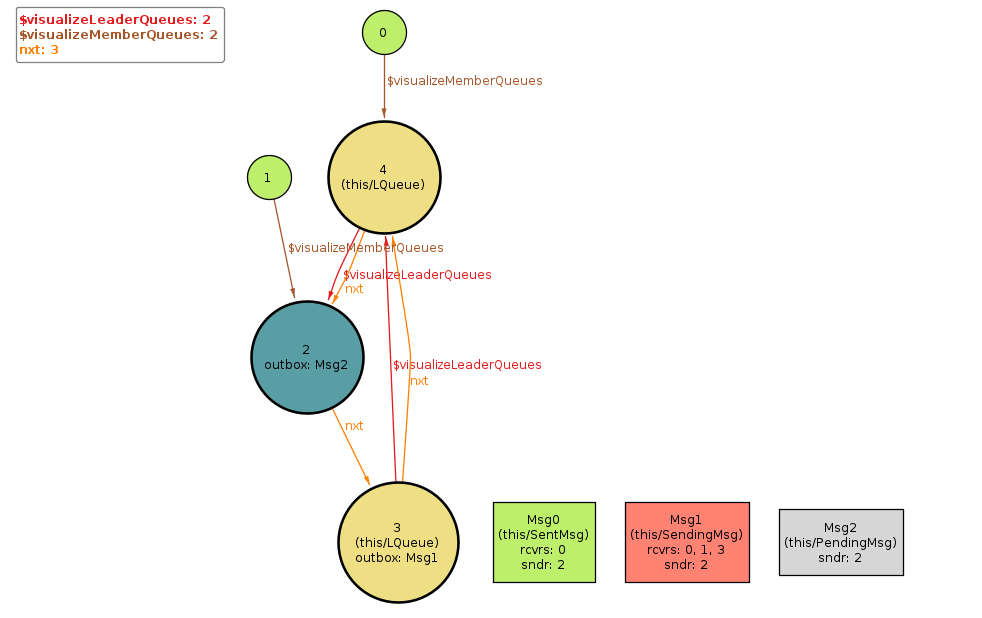 $visualizeLeaderQueues: 2
$visualizeMemberQueues: 2
nxt: 3
0
$visualizeMemberQueues
4
(this/LQueue)
1
$visualizeMemberQueues
$visualizeLeaderQueues
nxt
2
outbox: Msg2
$visualizeLeaderQueues
nxt
nxt
3
(this/LQueue)
outbox: Msg1
Msg0
(this/SentMsg)
rcvrs: 0
sndr: 2
Msg1
(this/SendingMsg)
rcvrs: 0, 1, 3
sndr: 2
Msg2
(this/PendingMsg)
sndr: 2